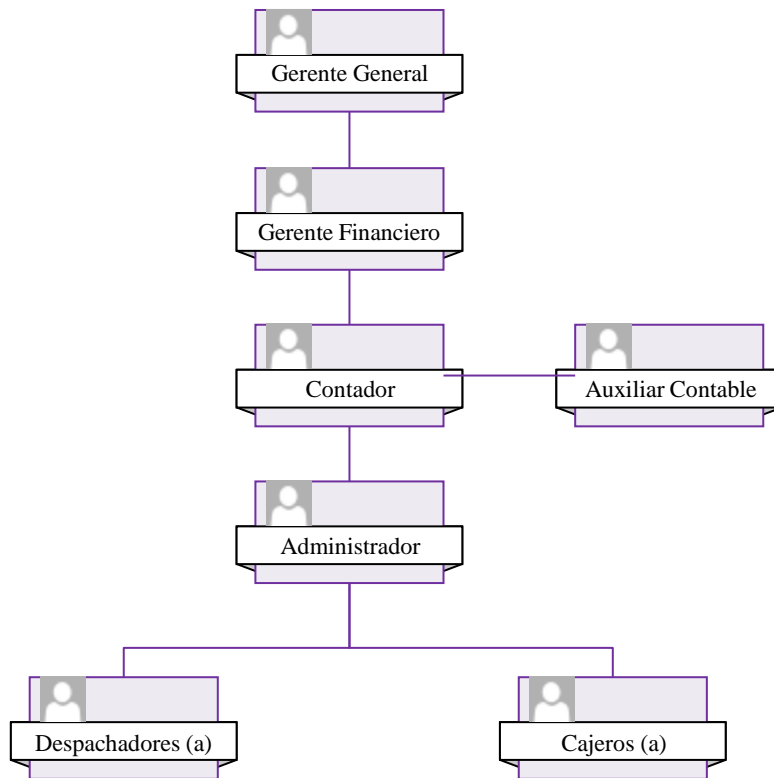 Gerente General
Gerente Financiero
Contador
Auxiliar Contable
Administrador
Despachadores (a)
Cajeros (a)